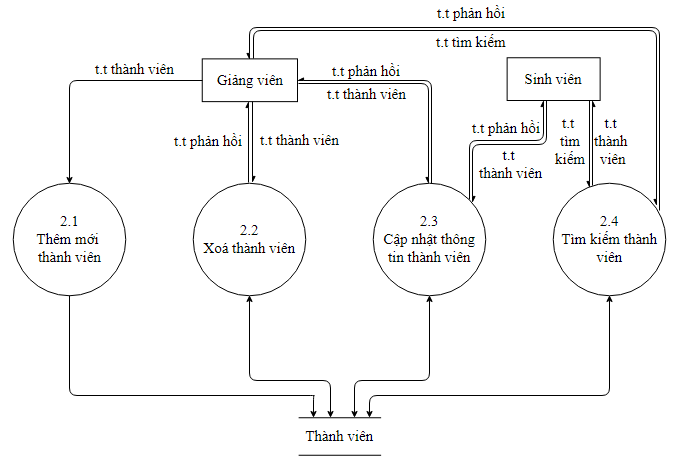 t.t phản hồi
t.t tìm kiếm
t.t thành viên
Giảng viên
t.t phản hồi
t.t thành viên
Sinh viên
t.t phản hồi
t.t thành viên
t.t phản hồi
t.t
thành viên
t.t
tìm
kiếm
t.t
thành
viên
2.1
Thêm mới
thành viên
2.2
Xoá thành viên
2.3
Cập nhật thông
tin thành viên
2.4
Tìm kiếm thành
viên
Thành viên